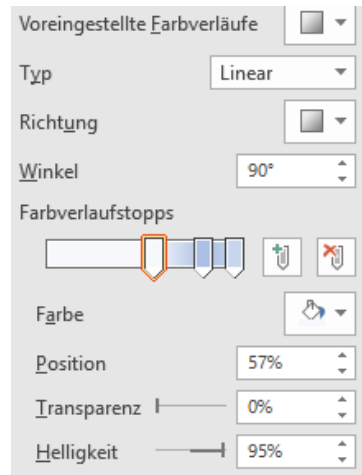 Voreingestellte Farbverläufe
Typ Linear
Richtung
Winkel 90°
Farbverlaufstopps
Farbe
Position 57%
Transparenz 0%
Helligkeit 95%